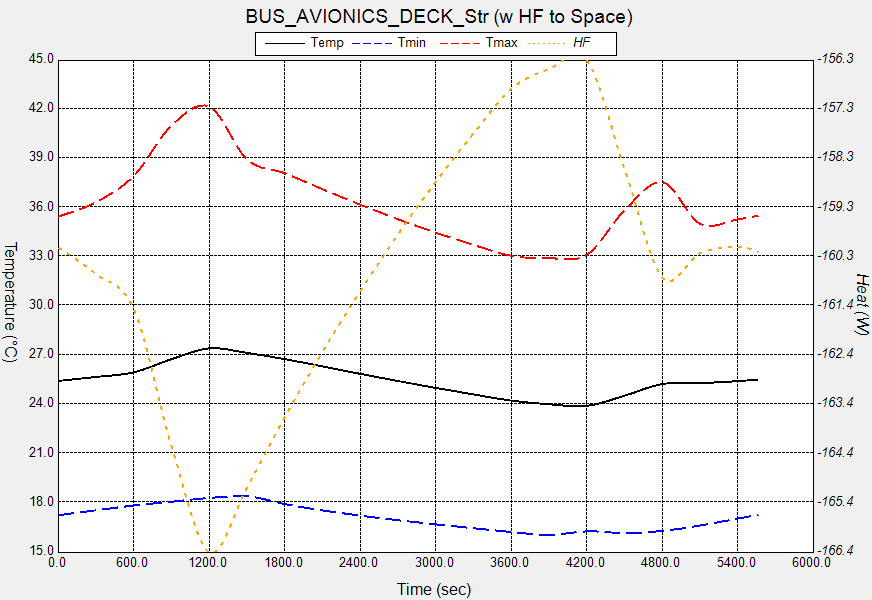 BUS_AVIONICS_DECK_Str (w HF to Space)
Temp Tmin Tmax HF
45.0 -156.3
42.0 -157.3
39.0 -158.3
36.0 -159.3
33.0 -160.3
30.0 -161.4
27.0 -162.4
24.0 -163.4
21.0 -164.4
18.0 -165.4
15.0 -166.4
Temperature (°C)
Heat (W)
0.0 600.0 1200.0 1800.0 2400.0 3000.0 3600.0 4200.0 4800.0 5400.0 6000.0
Time (sec)